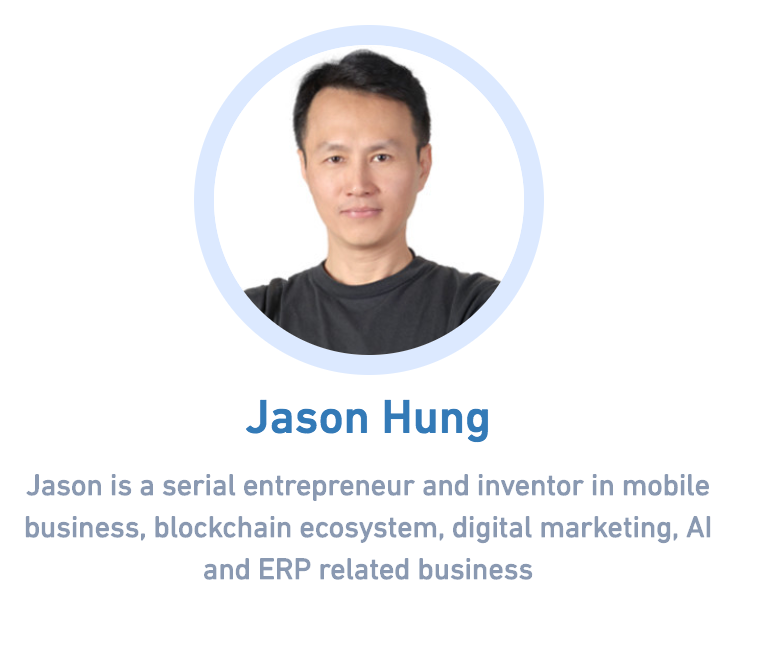 Jason Hung
Jason is a serial entrepreneur and inventor in mobile
business, blockchain ecosystem, digital marketing, AI
and ERP related business